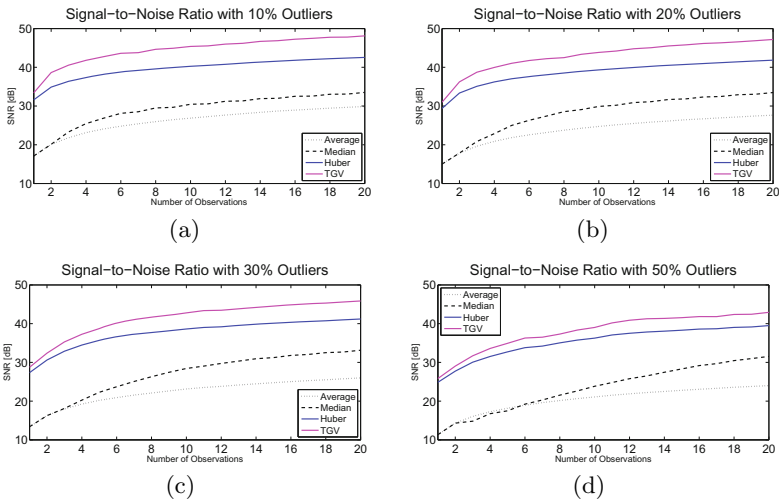 Signal-to-Noise Ratio with 10% Outliers
50
40
30
20
10
SNR [dB]
2 4 6 8 10 12 14 16 18 20
Number of Observations
Average
Median
Huber
TGV
(a)
Signal-to-Noise Ratio with 20% Outliers
50
40
30
20
10
SNR [dB]
2 4 6 8 10 12 14 16 18 20
Number of Observations
Average
Median
Huber
TGV
(b)
Signal-to-Noise Ratio with 30% Outliers
50
40
30
20
10
SNR [dB]
2 4 6 8 10 12 14 16 18 20
Number of Observations
Average
Median
Huber
TGV
(c)
Signal-to-Noise Ratio with 50% Outliers
50
40
30
20
10
SNR [dB]
2 4 6 8 10 12 14 16 18 20
Number of Observations
Average
Median
Huber
TGV
(d)